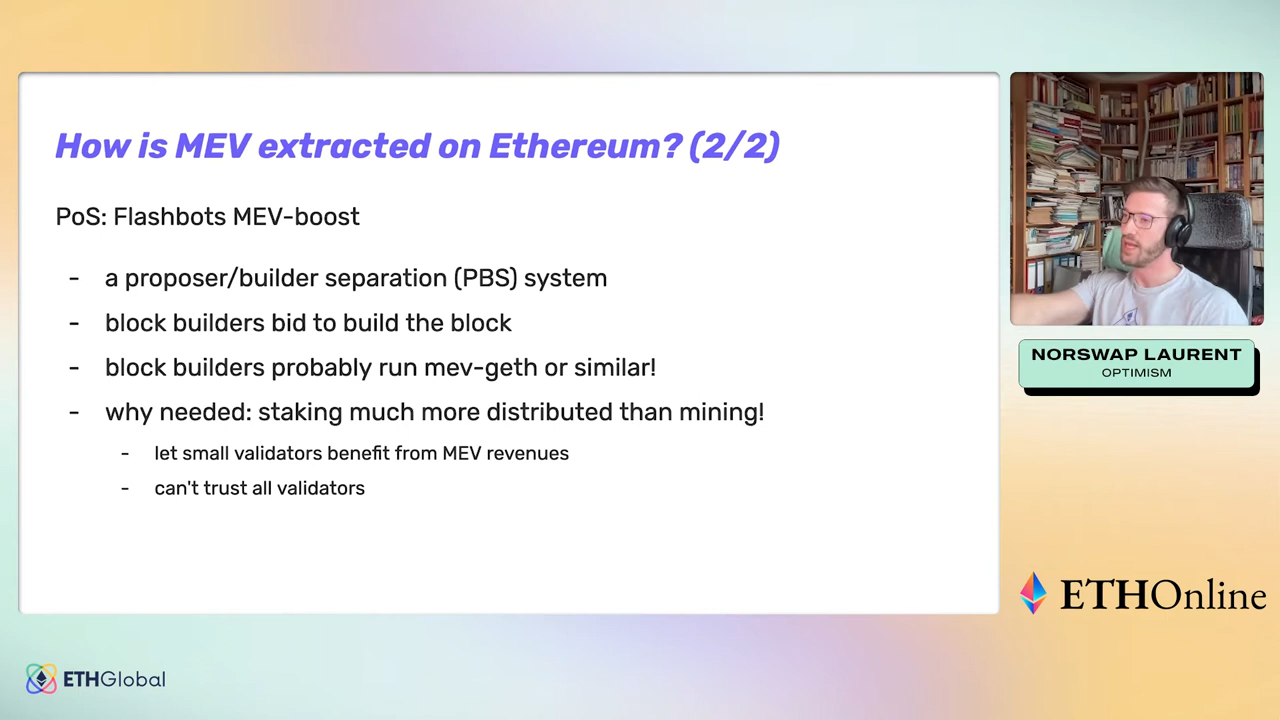 How is MEV extracted on Ethereum? (2/2)
PoS: Flashbots MEV-boost
- a proposer/builder separation (PBS) system
- block builders bid to build the block
- block builders probably run mev-geth or similar!
- why needed: staking much more distributed than mining!
- let small validators benefit from MEV revenues
- can't trust all validators
NORSWAP LAURENT
OPTIMISM
ETHOnline
ETHGlobal